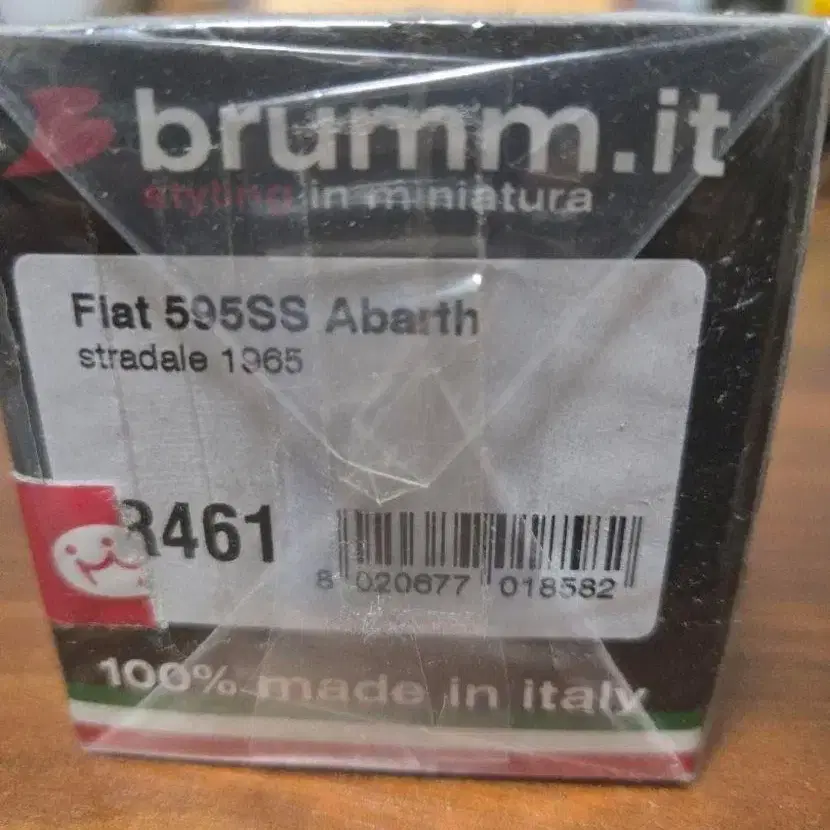 brumm.it
styling in miniatura
Fiat 595SS Abarth
stradale 1965
R461
8 020677 018582
100% made in italy